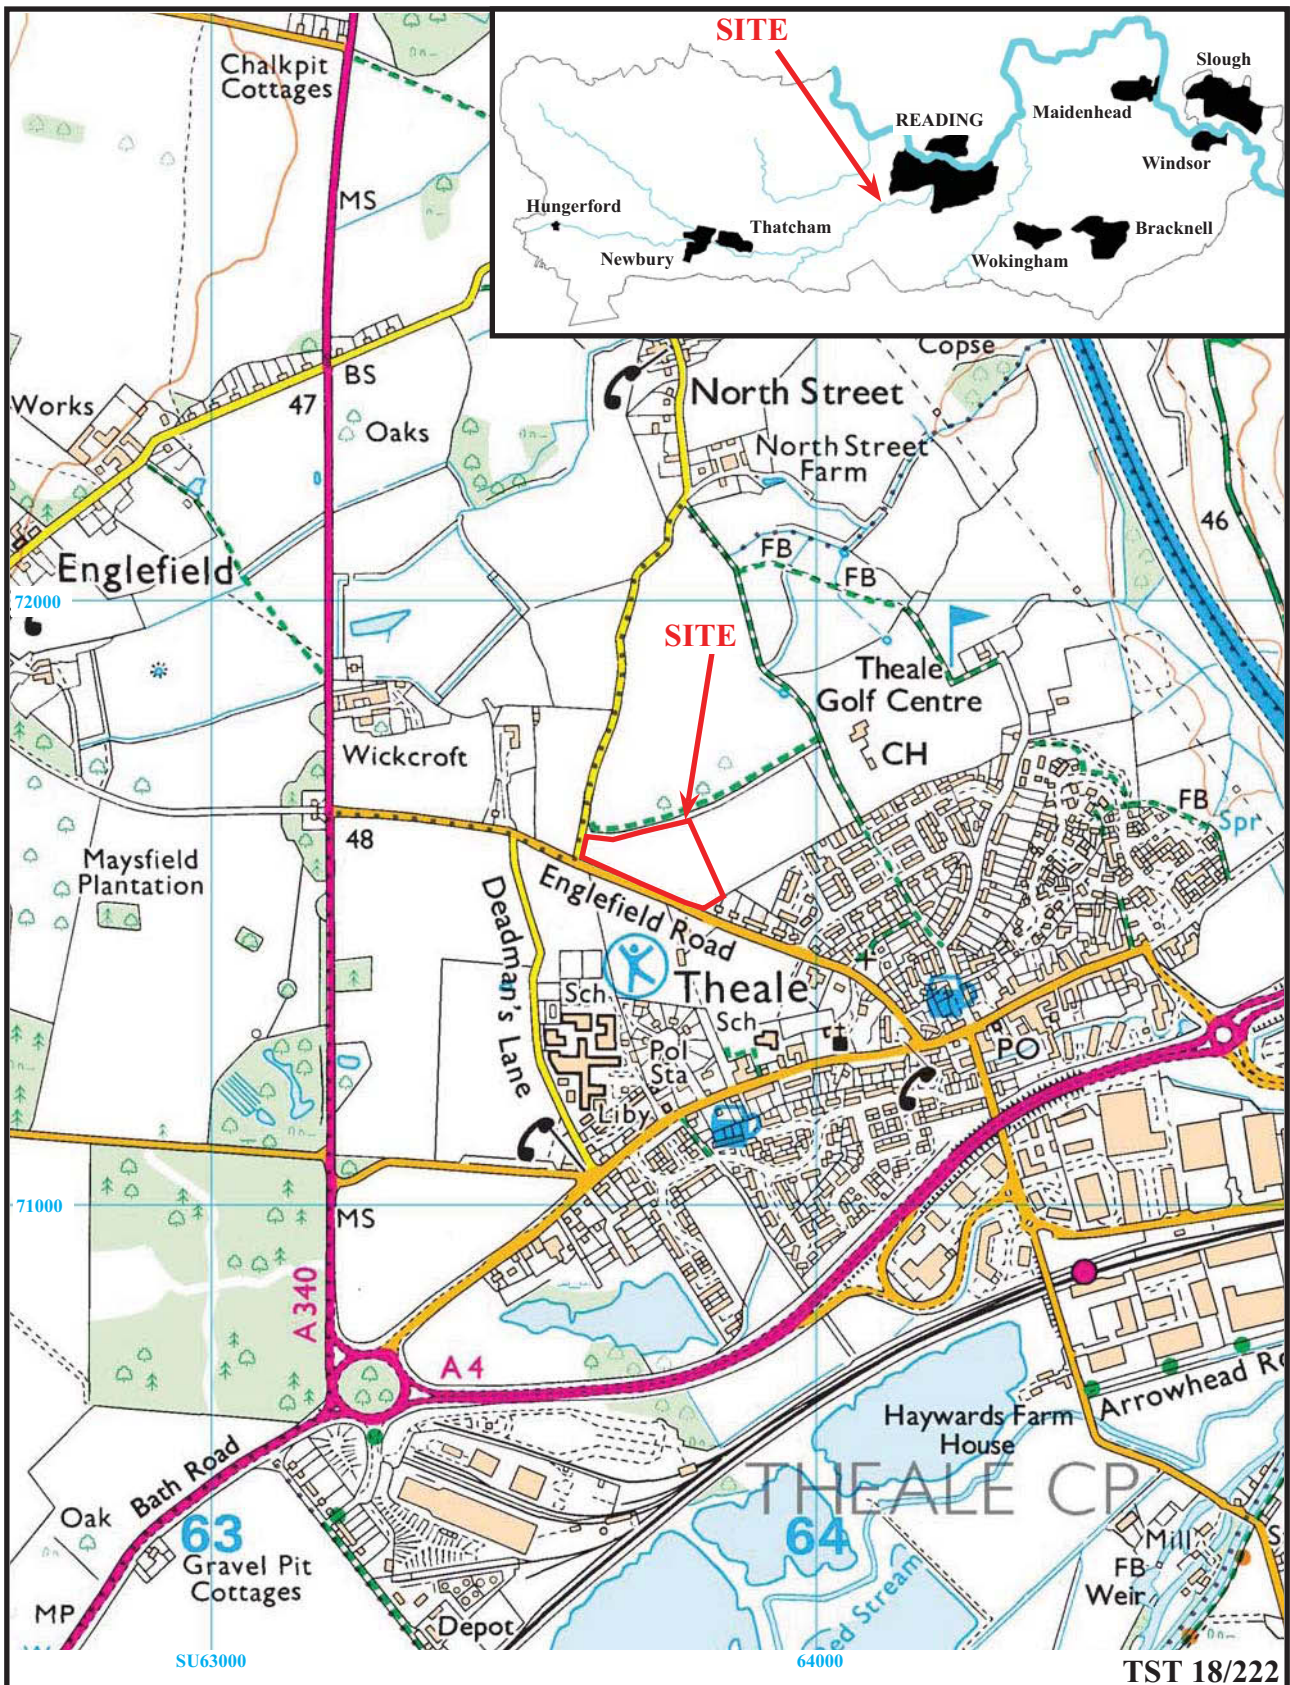 SITE
Slough
Maidenhead
READING
Windsor
Hungerford
Thatcham
Bracknell
Newbury
Wokingham
Chalkpit
Cottages
MS
BS
47
Works
Oaks
Englefield
72000
North Street
Copse
North Street
Farm
FB
FB
46
SITE
Theale
Golf Centre
CH
Wickcroft
48
Maysfield
Plantation
FB
Spr
Englefield Road
Deadman's Lane
Theale
Sch
Sch
Pol
Sta
Liby
PO
71000
MS
A340
A4
Bath Road
Haywards Farm
House
Arrowhead
THEALE CP
Oak
63
64
Gravel Pit
Cottages
Mill
FB
Weir
MP
Depot
Stream
SU63000
64000
TST 18/222